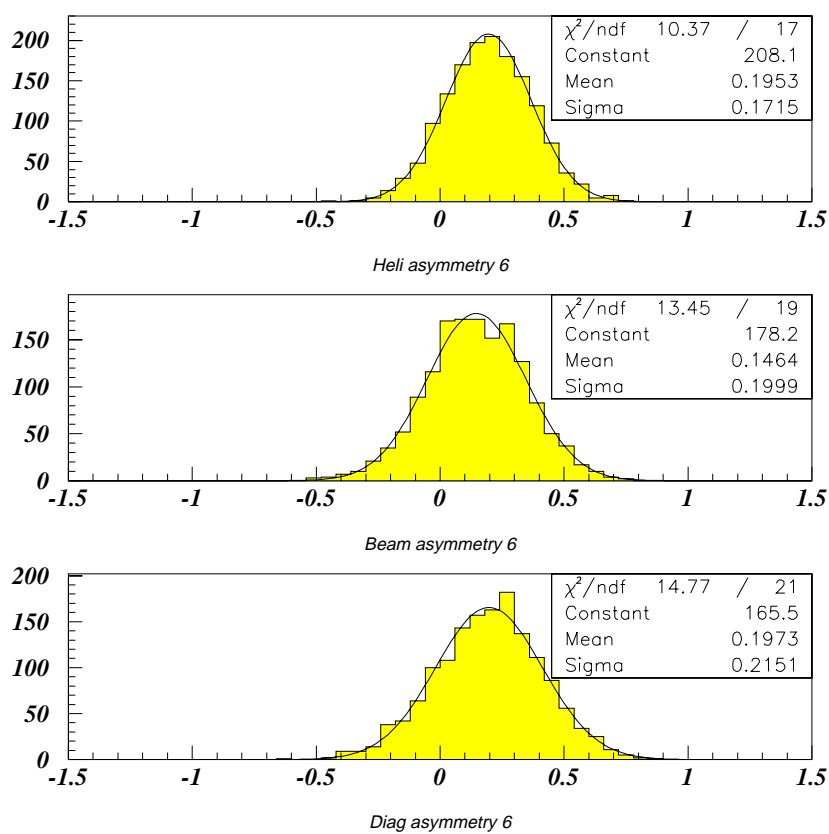 200
150
100
50
0
-1.5 -1 -0.5 0 0.5 1 1.5
χ²/ndf 10.37 / 17
Constant 208.1
Mean 0.1953
Sigma 0.1715
Heli asymmetry 6
150
100
50
0
-1.5 -1 -0.5 0 0.5 1 1.5
χ²/ndf 13.45 / 19
Constant 178.2
Mean 0.1464
Sigma 0.1999
Beam asymmetry 6
200
150
100
50
0
-1.5 -1 -0.5 0 0.5 1 1.5
χ²/ndf 14.77 / 21
Constant 165.5
Mean 0.1973
Sigma 0.2151
Diag asymmetry 6